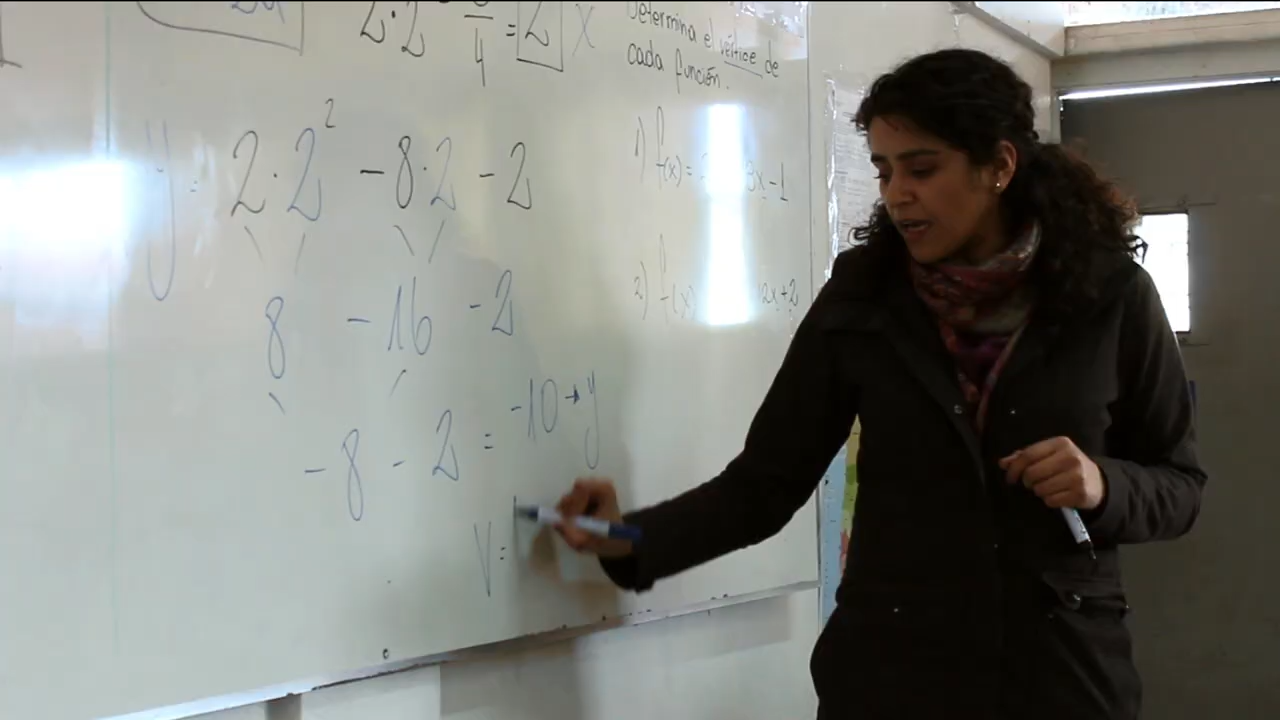 2·2 4 = 2 x
Determina el vértice de
cada función.
y = 2·2² - 8·2 - 2
8 - 16 - 2
- 8 - 2 = -10 → y
V =
1) f(x) = 3x - 1
2) f(x) 2x + 2